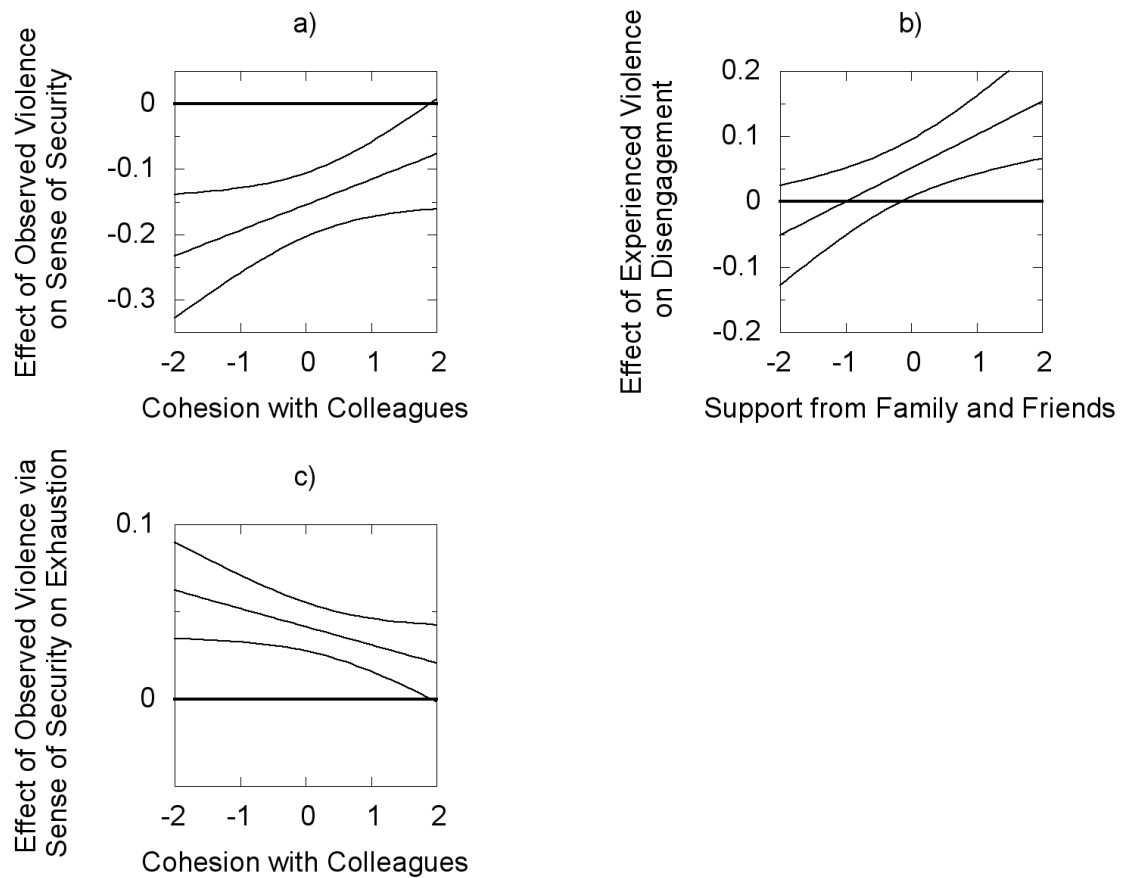 a)
Effect of Observed Violence
on Sense of Security
0
-0.1
-0.2
-0.3
-2 -1 0 1 2
Cohesion with Colleagues
b)
Effect of Experienced Violence
on Disengagement
0.2
0.1
0
-0.1
-0.2
-2 -1 0 1 2
Support from Family and Friends
c)
Effect of Observed Violence via
Sense of Security on Exhaustion
0.1
0
-2 -1 0 1 2
Cohesion with Colleagues